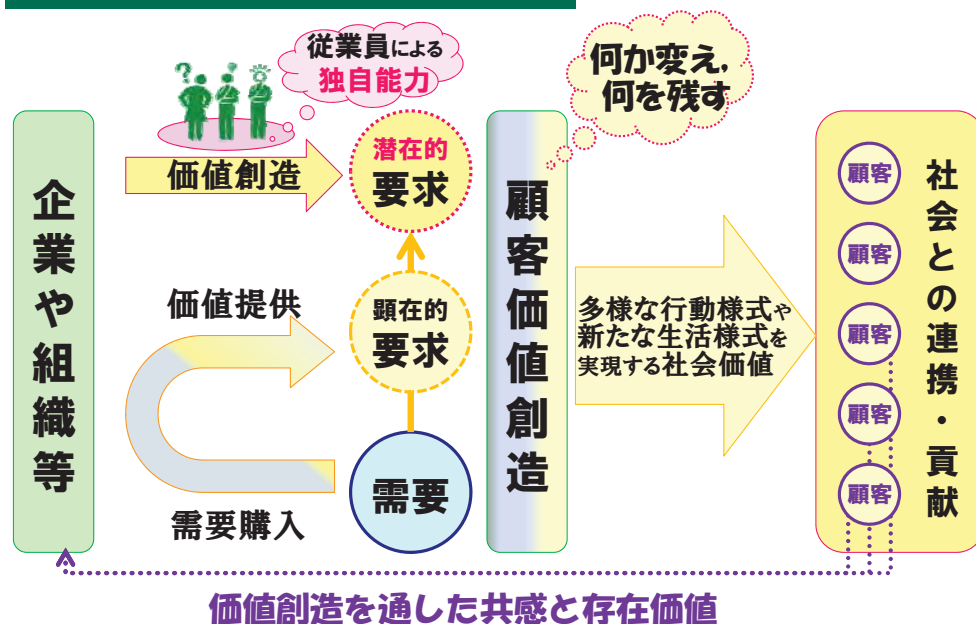 従業員による
独自能力
何か変え,
何を残す
企業や組織等
価値創造
潜在的
要求
価値提供
顕在的
要求
需要購入
需要
顧客価値創造
多様な行動様式や
新たな生活様式を
実現する社会価値
顧客
顧客
顧客
顧客
顧客
社会との連携・貢献
価値創造を通した共感と存在価値